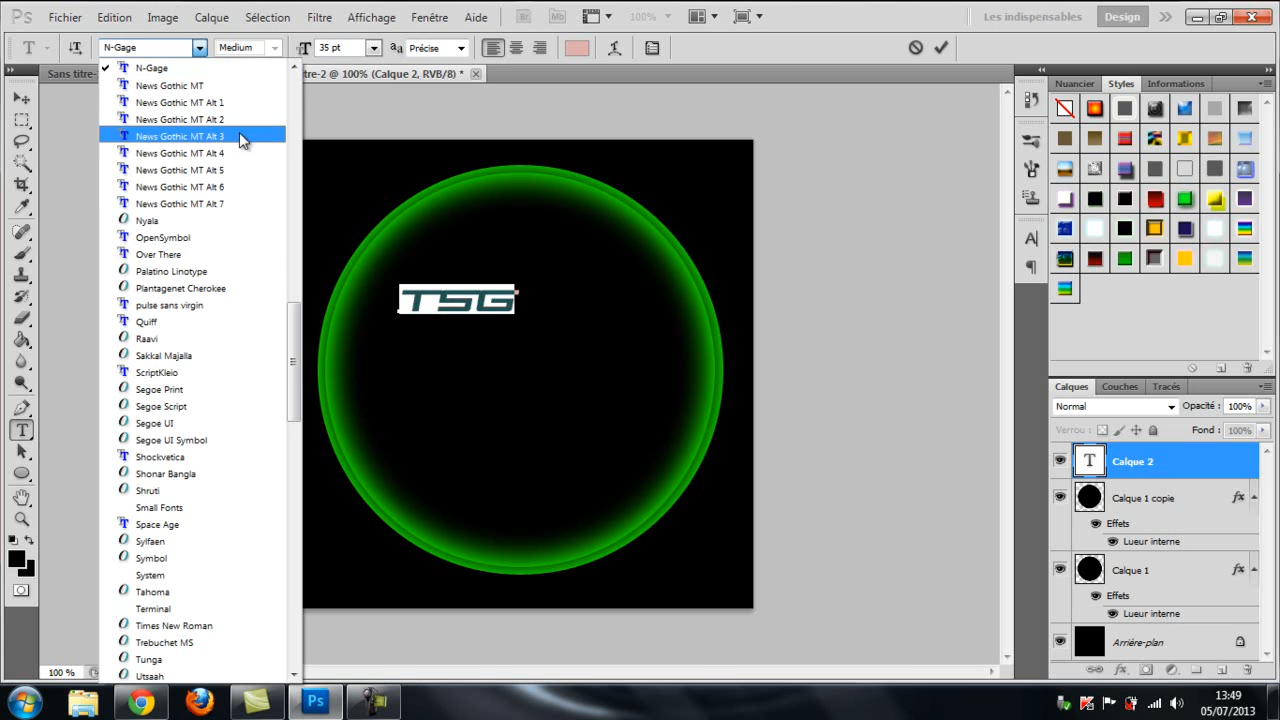 Ps Fichier Edition Image Calque Sélection Filtre Affichage Fenêtre Aide Br Mb 100% Les indispensables Design
T N-Gage Medium 35 pt aa Précise
Sans titre- tre-2 @ 100% (Calque 2, RVB/8) *
N-Gage
News Gothic MT
News Gothic MT Alt 1
News Gothic MT Alt 2
News Gothic MT Alt 3
News Gothic MT Alt 4
News Gothic MT Alt 5
News Gothic MT Alt 6
News Gothic MT Alt 7
Nyala
OpenSymbol
Over There
Palatino Linotype
Plantagenet Cherokee
pulse sans virgin
Quiff
Raavi
Sakkal Majalla
ScriptKleio
Segoe Print
Segoe Script
Segoe UI
Segoe UI Symbol
Shockvetica
Shonar Bangla
Shruti
Small Fonts
Space Age
Sylfaen
Symbol
System
Tahoma
Terminal
Times New Roman
Trebuchet MS
Tunga
Utsaah
TSG
Nuancier Styles Informations
Calques Couches Tracés
Normal Opacité : 100%
Verrou : Fond : 100%
T Calque 2
Calque 1 copie fx
Effets
Lueur interne
Calque 1 fx
Effets
Lueur interne
Arrière-plan
100 %
Ps
13:49
05/07/2013